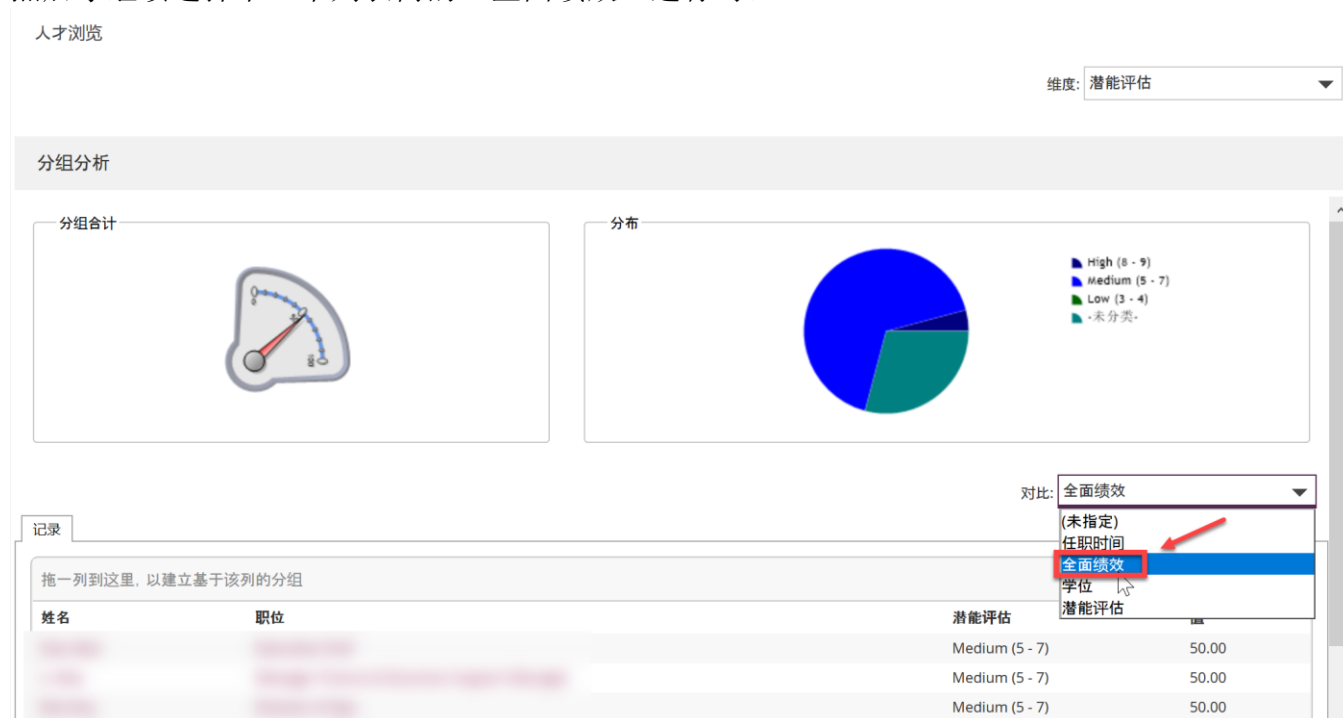 人才浏览
维度: 潜能评估
分组分析
分组合计
分布
High (8 - 9)
Medium (5 - 7)
Low (3 - 4)
-未分类-
对比: 全面绩效
(未指定)
任职时间
全面绩效
学位
潜能评估
记录
拖一列到这里, 以建立基于该列的分组
姓名 职位 潜能评估 值
Medium (5 - 7) 50.00
Medium (5 - 7) 50.00
Medium (5 - 7) 50.00